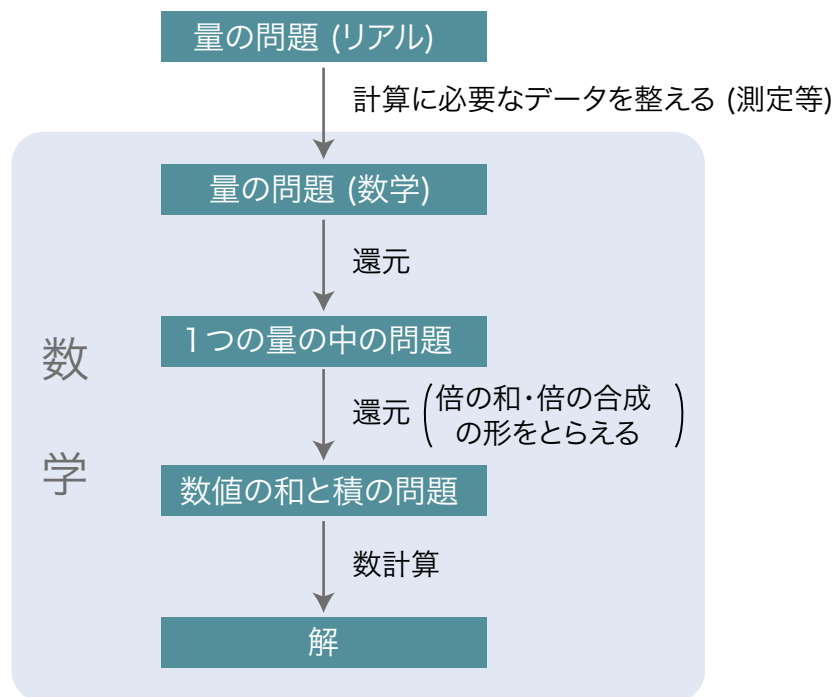 量の問題 (リアル)
計算に必要なデータを整える (測定等)
量の問題 (数学)
還元
1つの量の中の問題
還元 (倍の和・倍の合成
の形をとらえる)
数値の和と積の問題
数計算
解
数
学